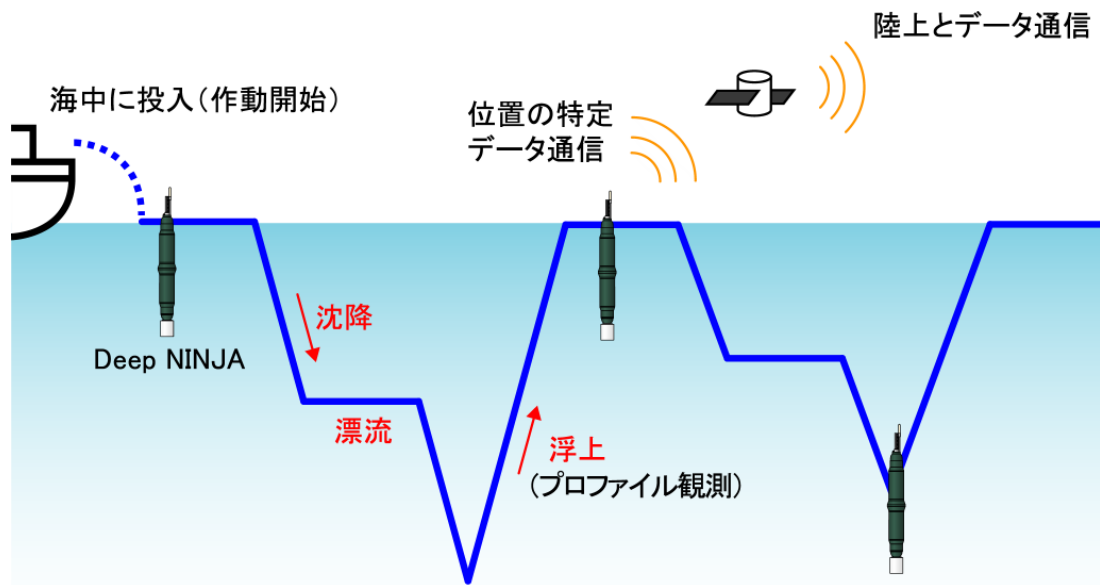 陸上とデータ通信
海中に投入(作動開始)
位置の特定
データ通信
沈降
Deep NINJA
漂流
浮上
(プロファイル観測)